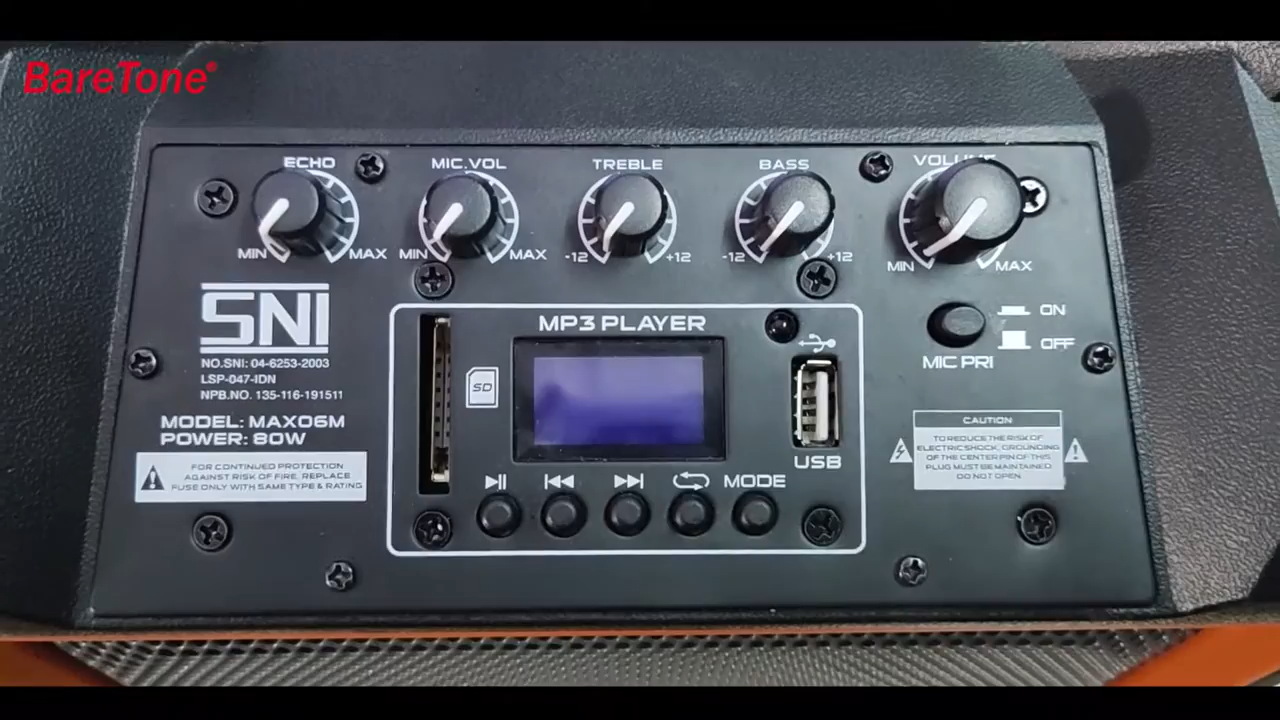 BareTone®
ECHO
MIC.VOL
TREBLE
BASS
VOLUME
MIN
MAX
MIN
MAX
-12
+12
-12
+12
MIN
MAX
SNI
NO.SNI: 04-6253-2003
LSP-047-IDN
NPB.NO. 135-116-191511
MODEL: MAX06M
POWER: 80W
FOR CONTINUED PROTECTION
AGAINST RISK OF FIRE. REPLACE
FUSE ONLY WITH SAME TYPE & RATING
MP3 PLAYER
SD
USB
MODE
ON
OFF
MIC PRI
CAUTION
TO REDUCE THE RISK OF
ELECTRIC SHOCK, GROUNDING
OF THE CENTER PIN OF THIS
PLUG MUST BE MAINTAINED
DO NOT OPEN.